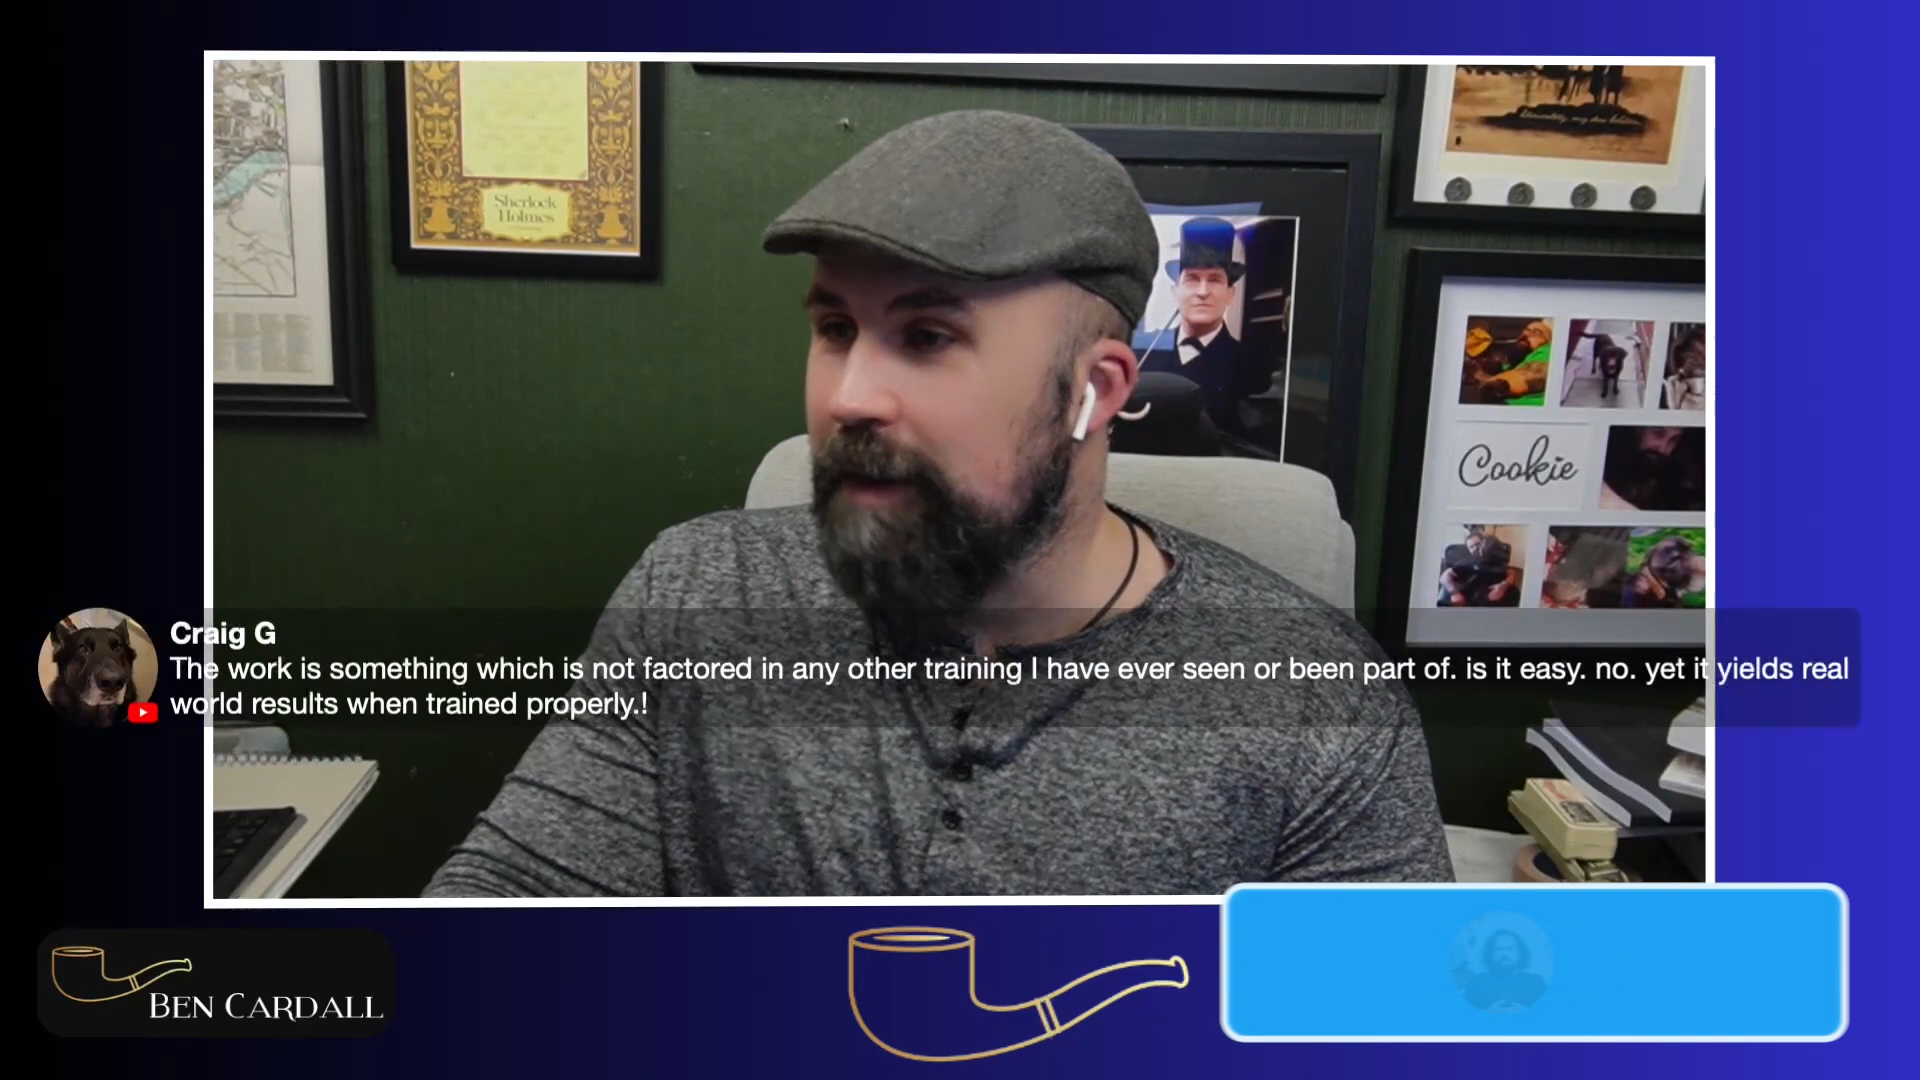 Sherlock
Holmes
Cookie
Craig G
The work is something which is not factored in any other training I have ever seen or been part of. is it easy. no. yet it yields real
world results when trained properly.!
BEN CARDALL